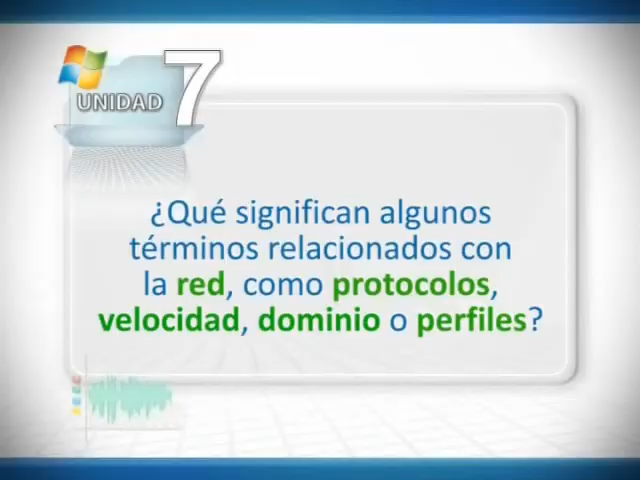 UNIDAD 7
¿Qué significan algunos
términos relacionados con
la red, como protocolos,
velocidad, dominio o perfiles?